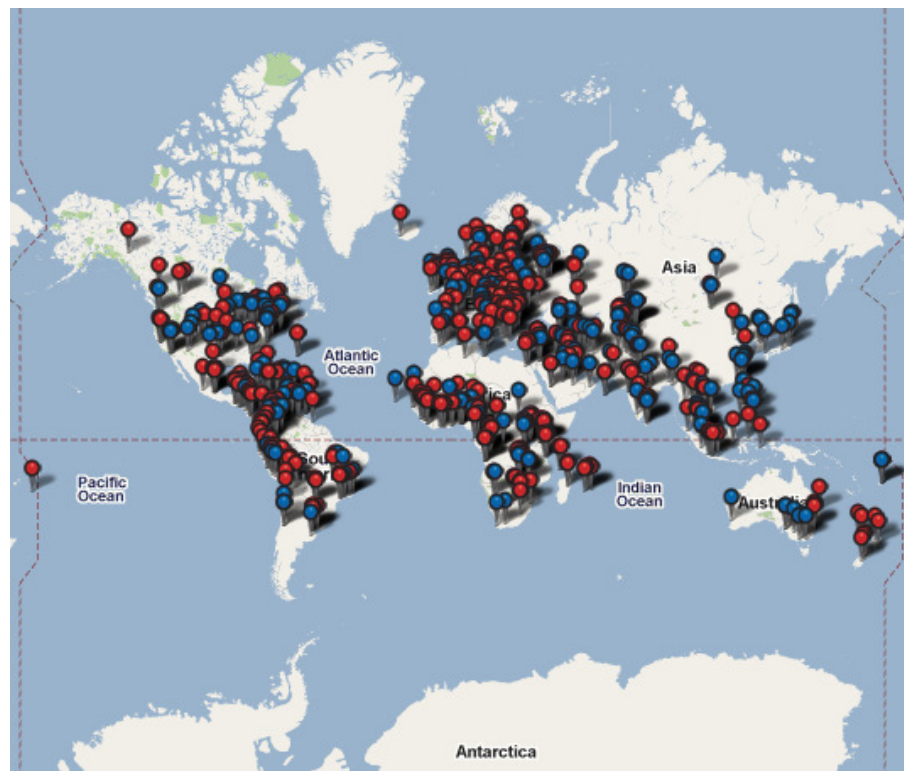 Asia
Atlantic
Ocean
Pacific
Ocean
Indian
Ocean
Antarctica